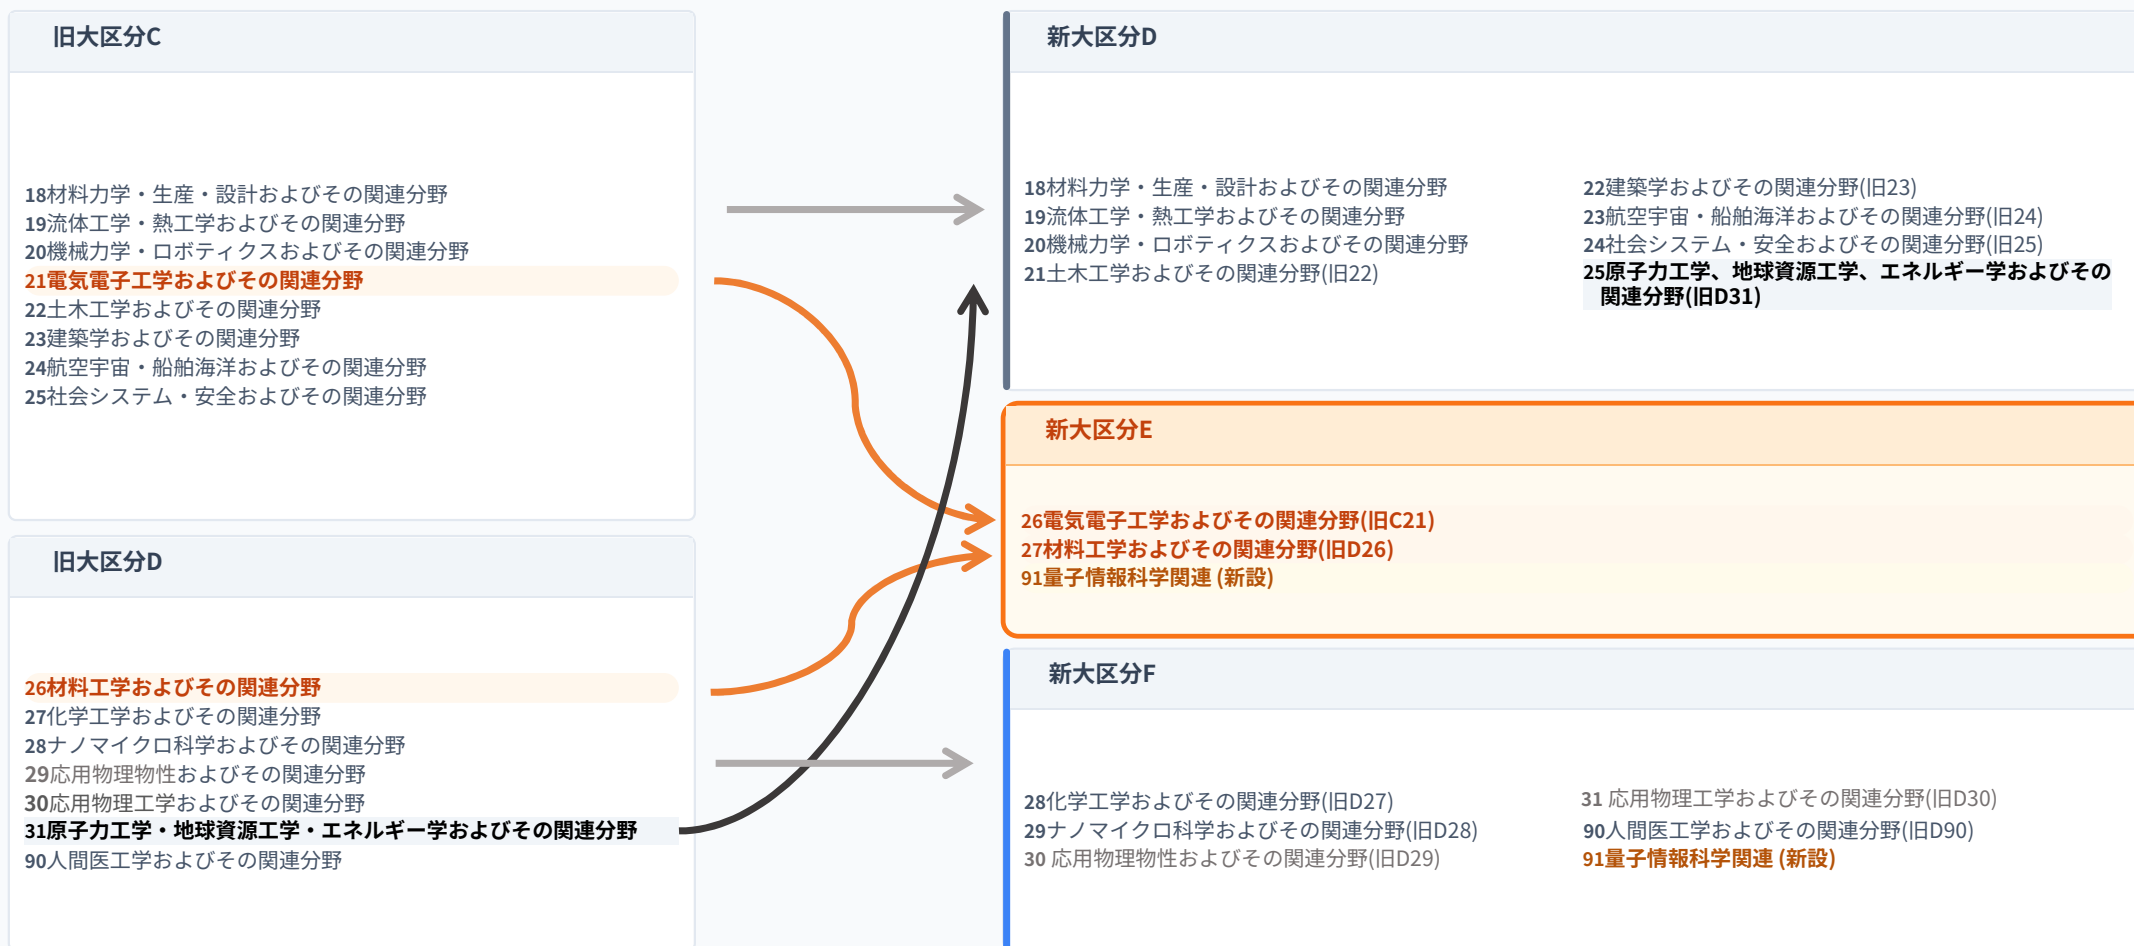 旧大区分C
18材料力学・生産・設計およびその関連分野
19流体工学・熱工学およびその関連分野
20機械力学・ロボティクスおよびその関連分野
21電気電子工学およびその関連分野
22土木工学およびその関連分野
23建築学およびその関連分野
24航空宇宙・船舶海洋およびその関連分野
25社会システム・安全およびその関連分野
旧大区分D
26材料工学およびその関連分野
27化学工学およびその関連分野
28ナノマイクロ科学およびその関連分野
29応用物理物性およびその関連分野
30応用物理工学およびその関連分野
31原子力工学・地球資源工学・エネルギー学およびその関連分野
90人間医工学およびその関連分野
新大区分D
18材料力学・生産・設計およびその関連分野
19流体工学・熱工学およびその関連分野
20機械力学・ロボティクスおよびその関連分野
21土木工学およびその関連分野(旧22)
22建築学およびその関連分野(旧23)
23航空宇宙・船舶海洋およびその関連分野(旧24)
24社会システム・安全およびその関連分野(旧25)
25原子力工学、地球資源工学、エネルギー学およびその
関連分野(旧D31)
新大区分E
26電気電子工学およびその関連分野(旧C21)
27材料工学およびその関連分野(旧D26)
91量子情報科学関連 (新設)
新大区分F
28化学工学およびその関連分野(旧D27)
29ナノマイクロ科学およびその関連分野(旧D28)
30 応用物理物性およびその関連分野(旧D29)
31 応用物理工学およびその関連分野(旧D30)
90人間医工学およびその関連分野(旧D90)
91量子情報科学関連 (新設)